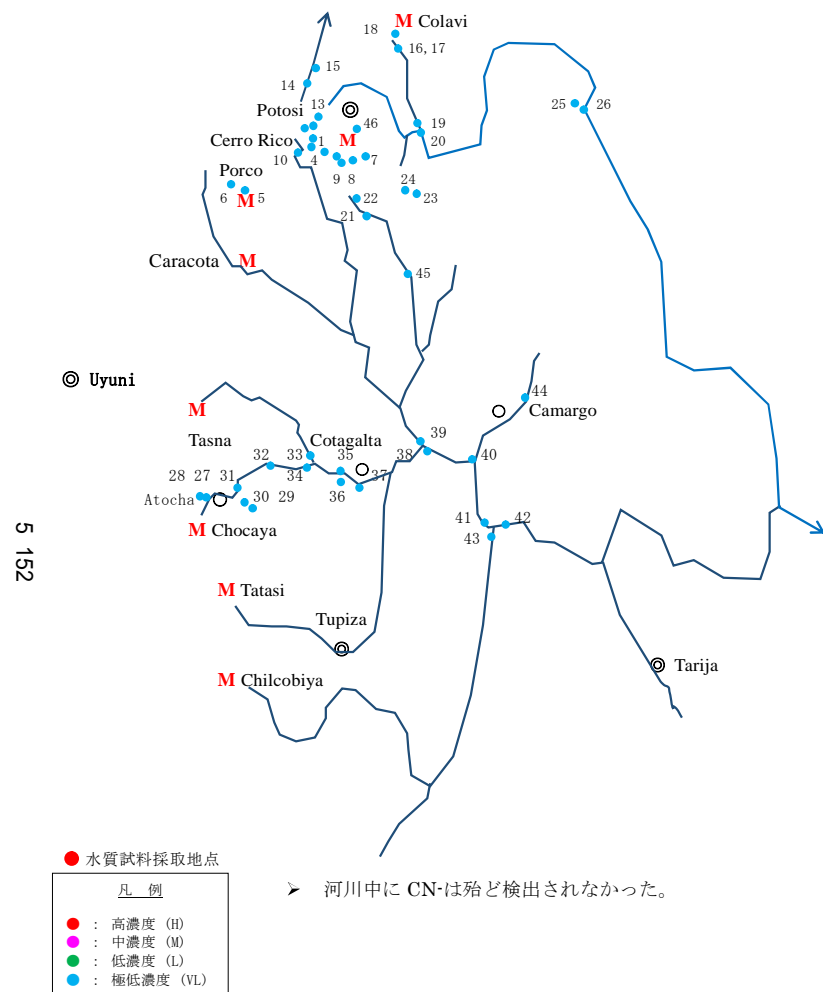 18
M Colavi
16,17
15
14
13
Potosi
46
19
25
26
Cerro Rico
1
M
20
10
4
7
Porco
9 8
24
6
M
5
22
23
21
Caracota
M
45
Uyuni
M
44
Camargo
Tasna
Cotagalta
39
32
33
35
38
40
28
27
31
34
37
Atocha
30
29
36
M Chocaya
41
42
43
5 152
M Tatasi
Tupiza
Tarija
M Chilcobiya
水質試料採取地点
凡 例
： 高濃度 (H)
： 中濃度 (M)
： 低濃度 (L)
： 極低濃度 (VL)
➢ 河川中に CN-は殆ど検出されなかった。